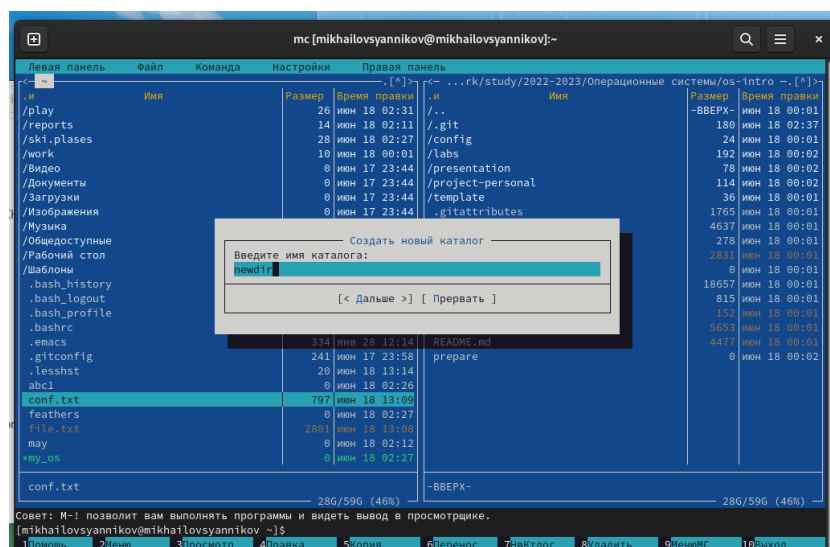 mc [mikhailovsyannikov@mikhailovsyannikov]:~
Левая панель Файл Команда Настройки Правая панель
<- ~ .[^]> <- ...rk/study/2022-2023/Операционные системы/os-intro -.[^]>
.и Имя Размер Время правки .и Имя Размер Время правки
/play 26 июн 18 02:31 /.. -ВВЕРХ- июн 18 00:01
/reports 14 июн 18 02:11 /.git 180 июн 18 02:37
/ski.plases 28 июн 18 02:27 /config 24 июн 18 00:01
/work 10 июн 18 00:01 /labs 192 июн 18 00:02
/Видео 0 июн 17 23:44 /presentation 78 июн 18 00:02
/Документы 0 июн 17 23:44 /project-personal 114 июн 18 00:02
/Загрузки 0 июн 17 23:44 /template 36 июн 18 00:01
/Изображения 0 июн 17 23:44 .gitattributes 1765 июн 18 00:01
/Музыка 4637 июн 18 00:01
/Общедоступные Создать новый каталог 278 июн 18 00:01
/Рабочий стол Введите имя каталога: 2831 июн 18 00:01
/Шаблоны newdir 0 июн 18 00:01
.bash_history 18657 июн 18 00:01
.bash_logout [< Дальше >] [ Прервать ] 815 июн 18 00:01
.bash_profile 152 июн 18 00:01
.bashrc 5653 июн 18 00:01
.emacs 334 янв 28 12:14 README.md 4477 июн 18 00:01
.gitconfig 241 июн 17 23:58 prepare 0 июн 18 00:02
.lesshst 20 июн 18 13:14
abc1 0 июн 18 02:26
conf.txt 797 июн 18 13:09
feathers 0 июн 18 02:27
file.txt 2801 июн 18 13:08
may 0 июн 18 02:12
*my_os 0 июн 18 02:27
conf.txt -ВВЕРХ-
28G/59G (46%) 28G/59G (46%)
Совет: M-! позволит вам выполнять программы и видеть вывод в просмотрщике.
[mikhailovsyannikov@mikhailovsyannikov ~]$
1Помощь 2Меню 3Просмотр 4Правка 5Копия 6Перенос 7НвКтлог 8Удалить 9МенюМС 10Выход